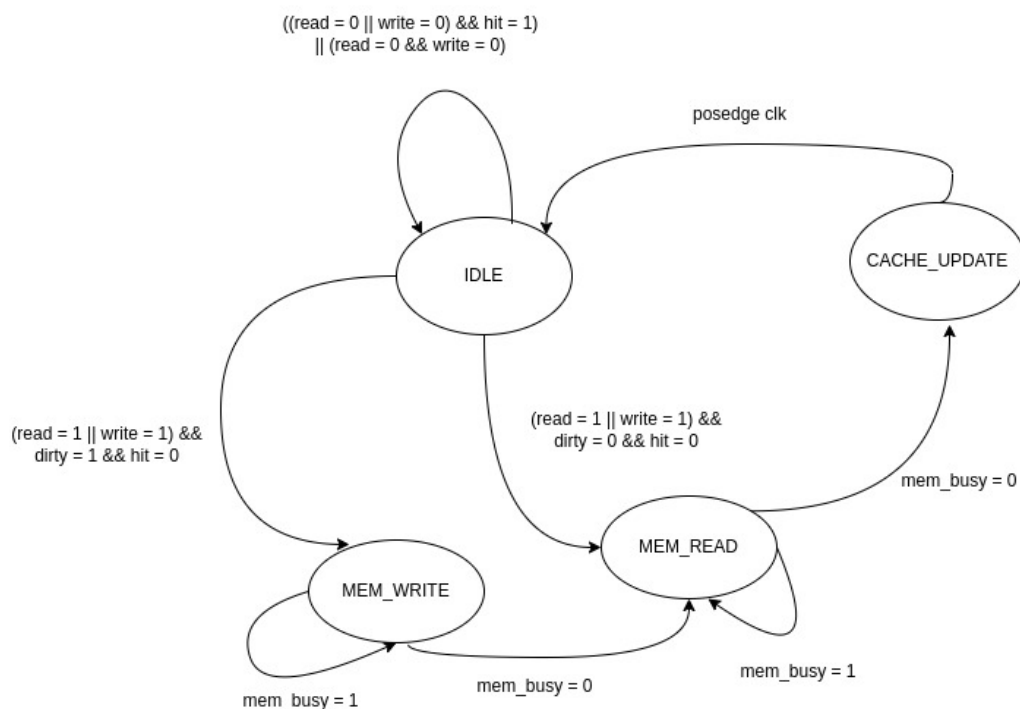 ((read = 0 || write = 0) && hit = 1)
|| (read = 0 && write = 0)
posedge clk
IDLE
CACHE_UPDATE
(read = 1 || write = 1) &&
dirty = 1 && hit = 0
(read = 1 || write = 1) &&
dirty = 0 && hit = 0
mem_busy = 0
MEM_READ
MEM_WRITE
mem_busy = 1
mem_busy = 0
mem_busy = 1